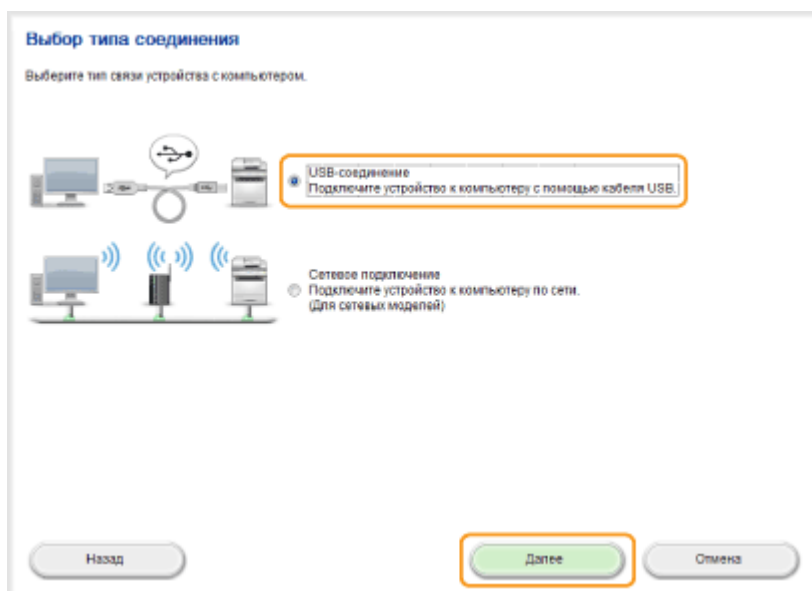 Выбор типа соединения
Выберите тип связи устройства с компьютером.
USB-соединение
Подключите устройство к компьютеру с помощью кабеля USB.
Сетевое подключение
Подключите устройство к компьютеру по сети.
(Для сетевых моделей)
Назад
Далее
Отмена